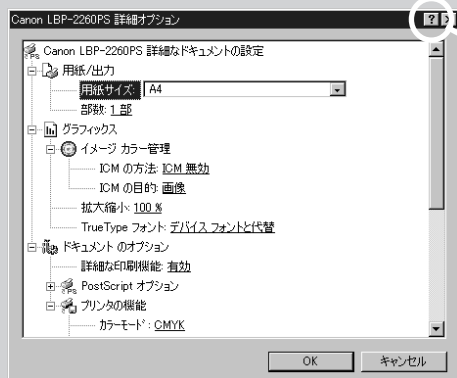 Canon LBP-2260PS 詳細オプション
Canon LBP-2260PS 詳細なドキュメントの設定
用紙/出力
用紙サイズ: A4
部数: 1 部
グラフィックス
イメージ カラー管理
ICM の方法: ICM 無効
ICM の目的: 画像
拡大縮小: 100 %
TrueType フォント: デバイス フォントと代替
ドキュメント のオプション
詳細な印刷機能: 有効
PostScript オプション
プリンタの機能
カラーモード : CMYK
OK キャンセル